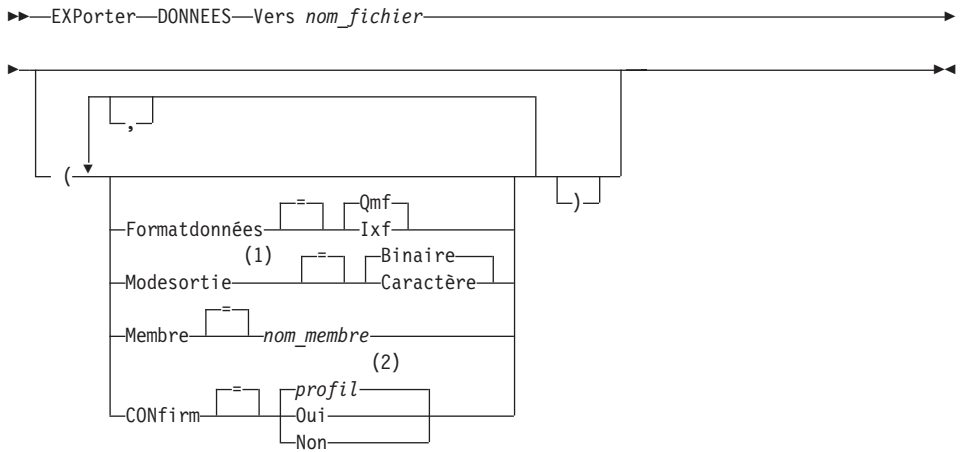 EXPorter DONNEES Vers nom_fichier
,
( )
= Qmf
Formatdonnées Ixf
(1) = Binaire
Modesortie Caractère
=
Membre nom_membre
(2)
= profil
CONfirm Oui
Non